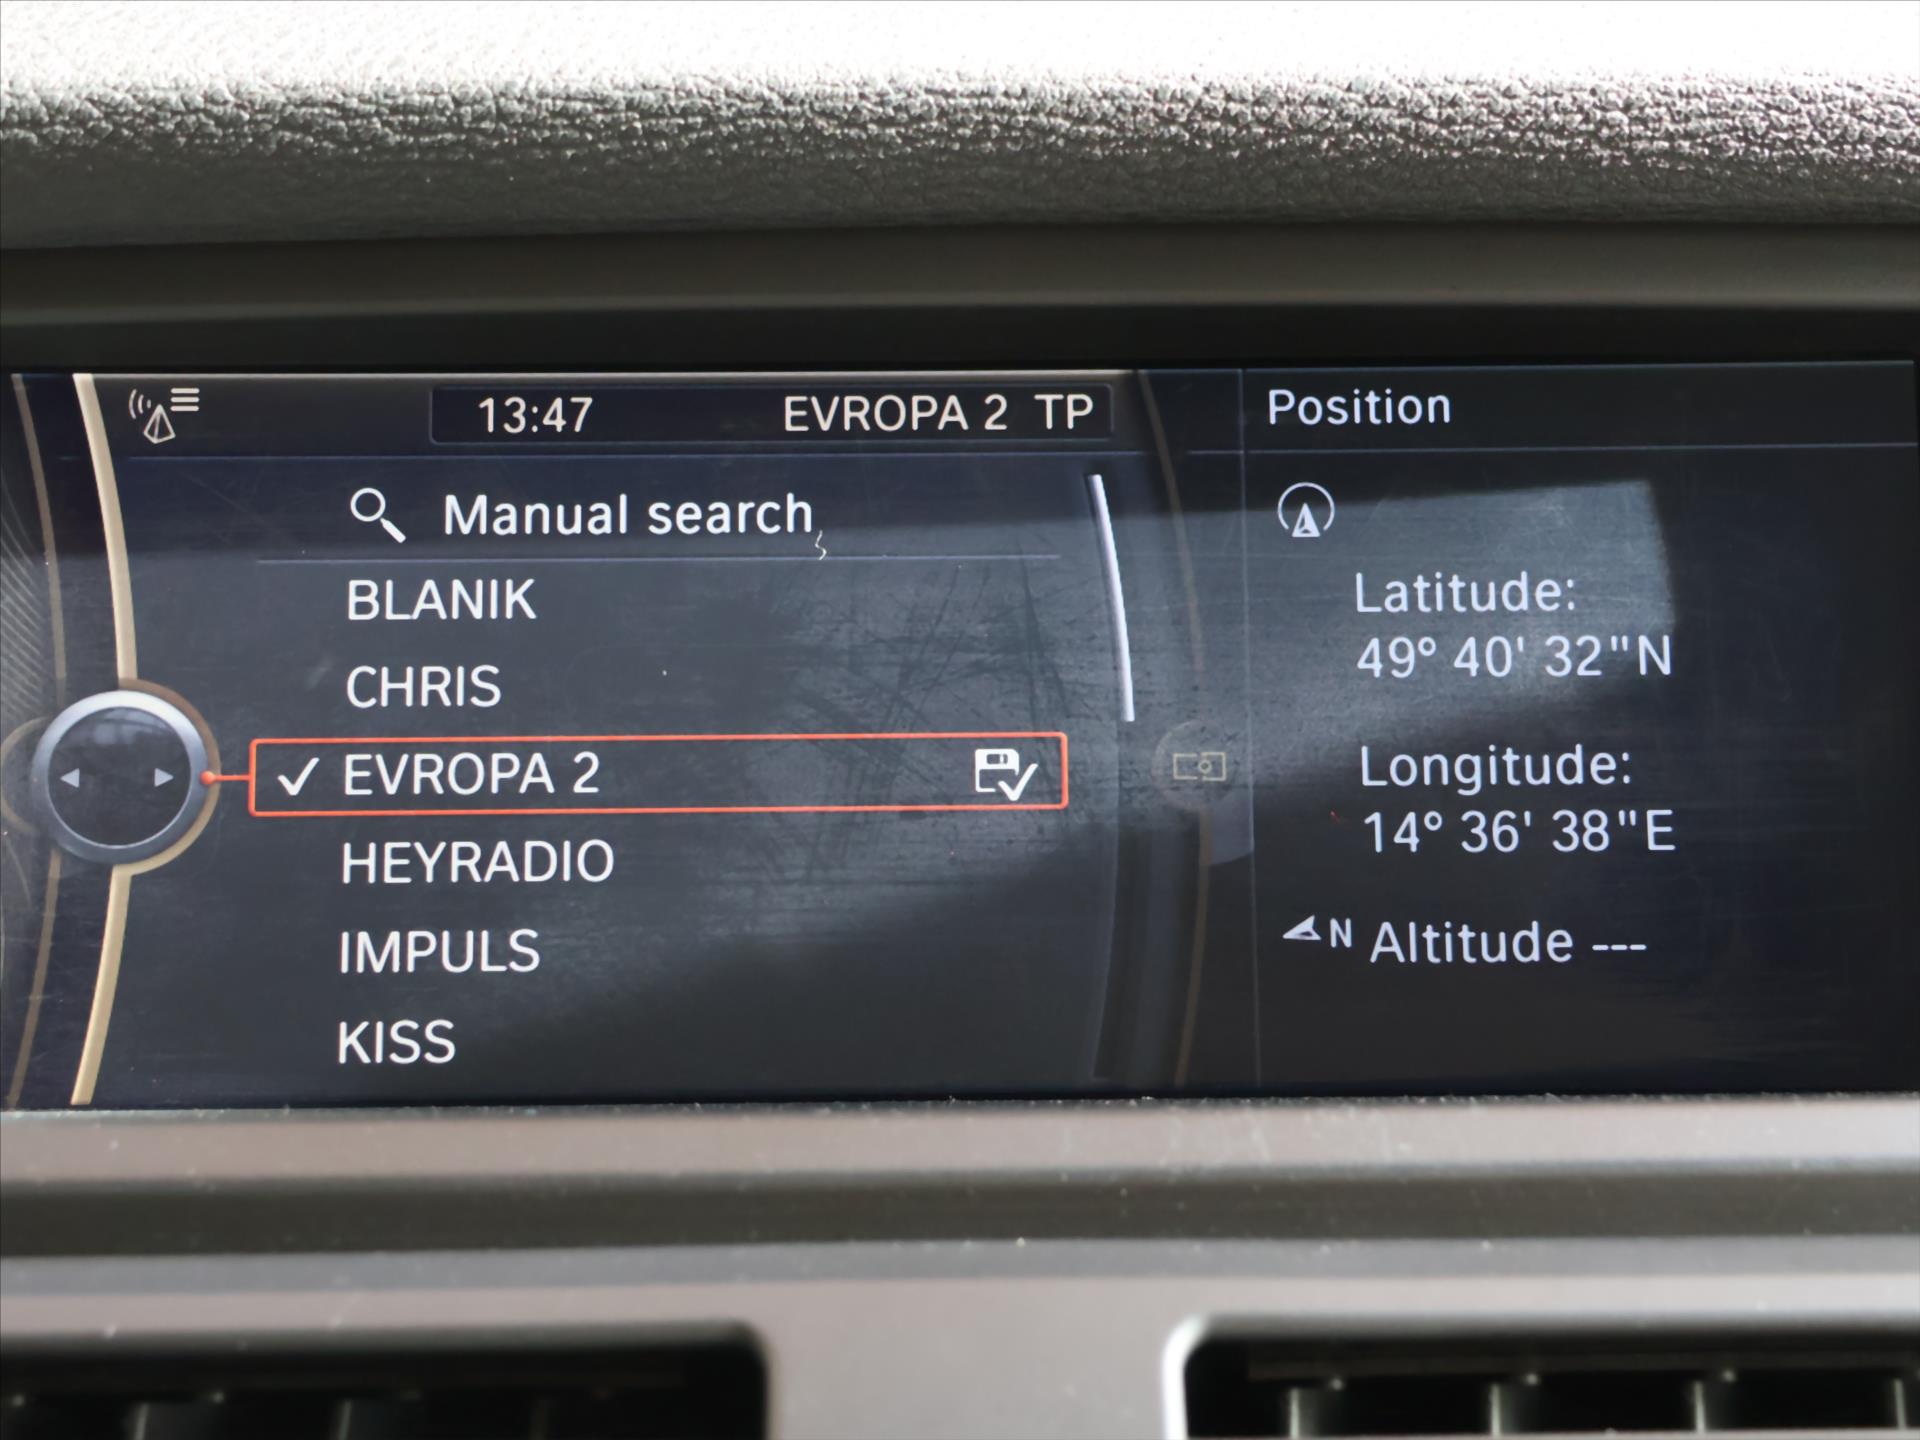 13:47 EVROPA 2 TP
Manual search
BLANIK
CHRIS
EVROPA 2
HEYRADIO
IMPULS
KISS
Position
Latitude:
49° 40' 32"N
Longitude:
14° 36' 38"E
N Altitude ---